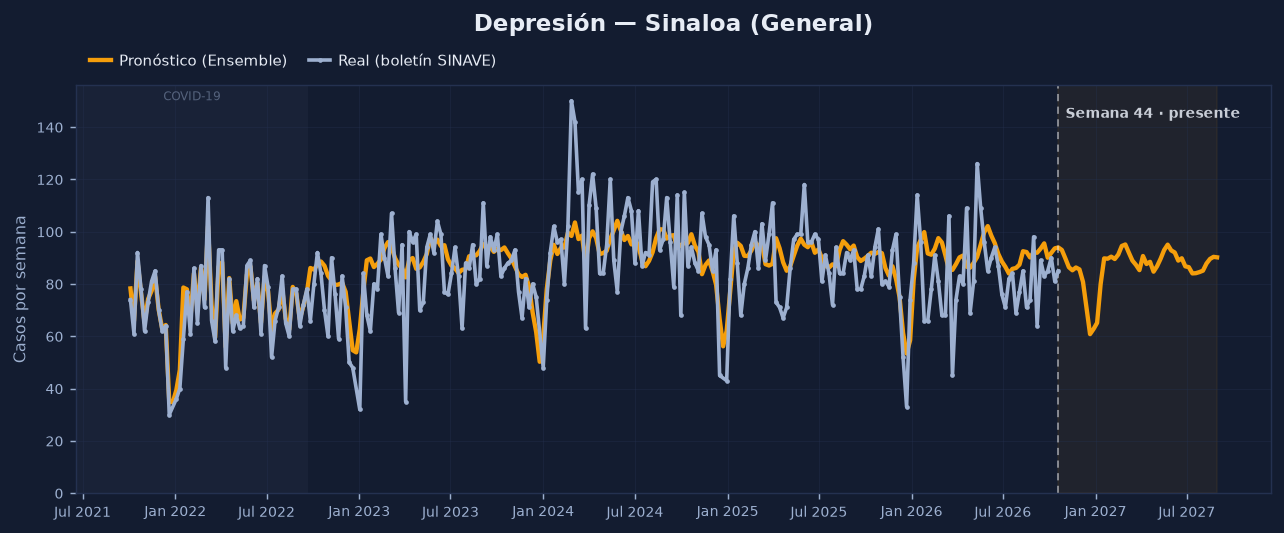 Depresión — Sinaloa (General)
Pronóstico (Ensemble)
Real (boletín SINAVE)
COVID-19
Semana 44 · presente
Casos por semana
140
120
100
80
60
40
20
0
Jul 2021
Jan 2022
Jul 2022
Jan 2023
Jul 2023
Jan 2024
Jul 2024
Jan 2025
Jul 2025
Jan 2026
Jul 2026
Jan 2027
Jul 2027